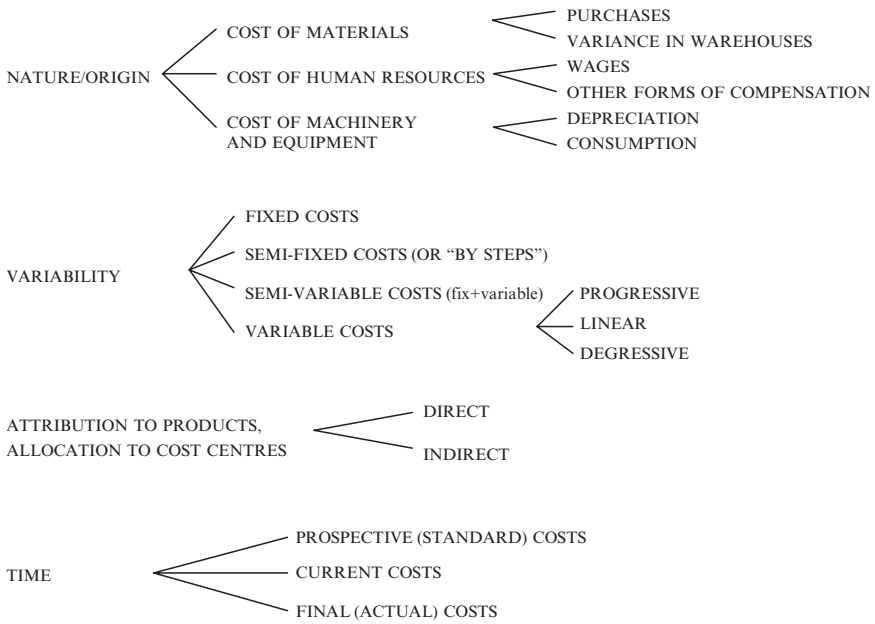 NATURE/ORIGIN
COST OF MATERIALS
PURCHASES
VARIANCE IN WAREHOUSES
COST OF HUMAN RESOURCES
WAGES
OTHER FORMS OF COMPENSATION
COST OF MACHINERY
AND EQUIPMENT
DEPRECIATION
CONSUMPTION
VARIABILITY
FIXED COSTS
SEMI-FIXED COSTS (OR “BY STEPS”)
SEMI-VARIABLE COSTS (fix+variable)
VARIABLE COSTS
PROGRESSIVE
LINEAR
DEGRESSIVE
ATTRIBUTION TO PRODUCTS,
ALLOCATION TO COST CENTRES
DIRECT
INDIRECT
TIME
PROSPECTIVE (STANDARD) COSTS
CURRENT COSTS
FINAL (ACTUAL) COSTS